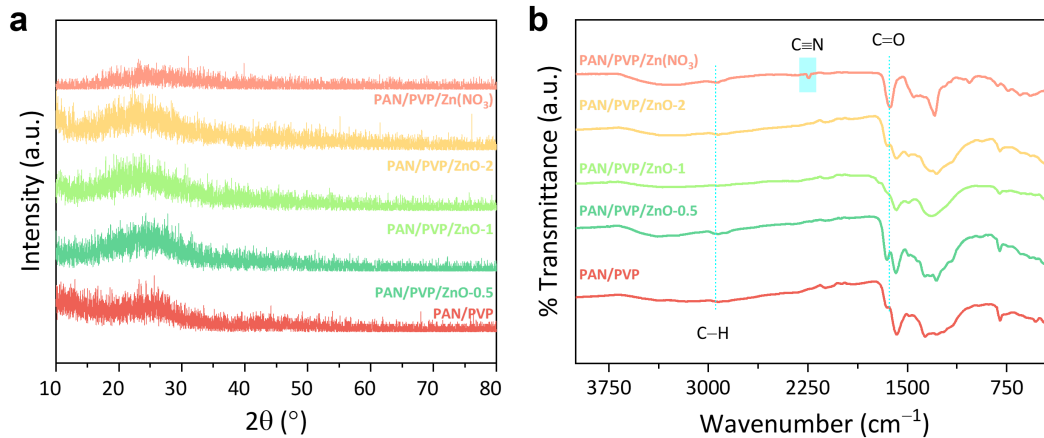 a
Intensity (a.u.)
PAN/PVP/Zn(NO₃)
PAN/PVP/ZnO-2
PAN/PVP/ZnO-1
PAN/PVP/ZnO-0.5
PAN/PVP
10 20 30 40 50 60 70 80
2θ (°)
b
% Transmittance (a.u.)
C≡N
C=O
PAN/PVP/Zn(NO₃)
PAN/PVP/ZnO-2
PAN/PVP/ZnO-1
PAN/PVP/ZnO-0.5
PAN/PVP
C−H
3750 3000 2250 1500 750
Wavenumber (cm⁻¹)